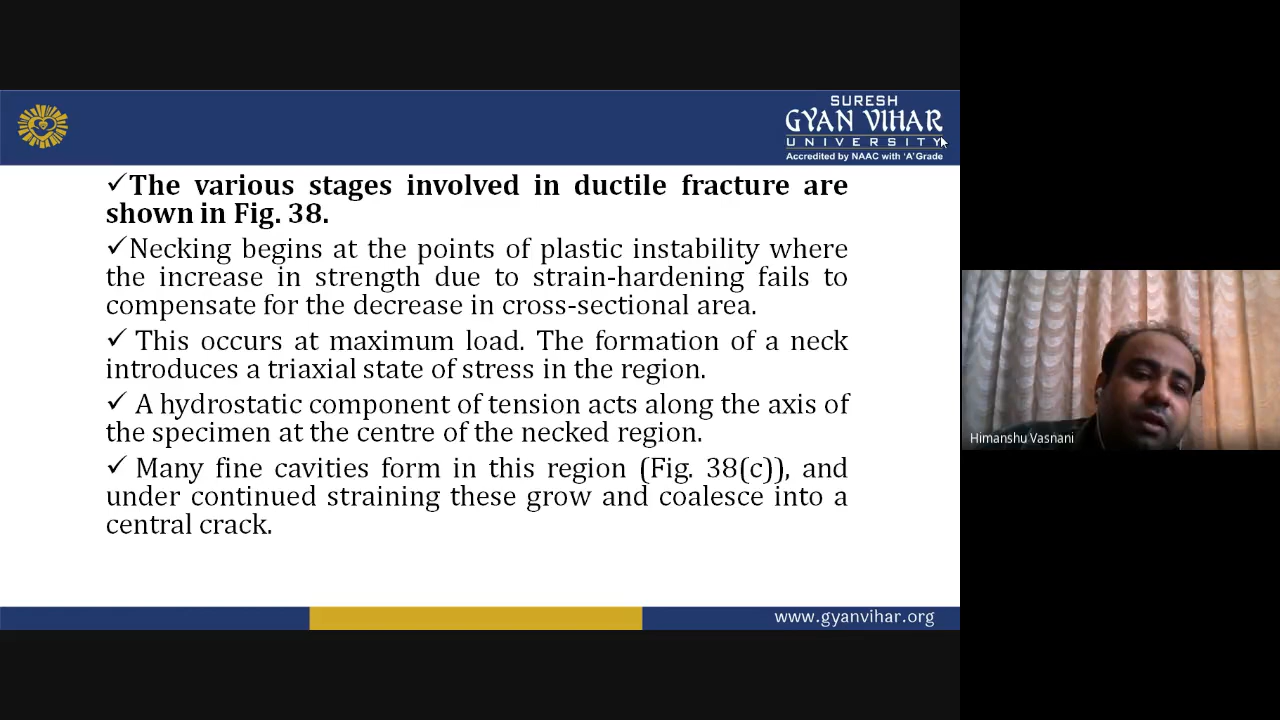 SURESH
GYAN VIHAR
UNIVERSITY
Accredited by NAAC with 'A' Grade
✓The various stages involved in ductile fracture are
shown in Fig. 38.
✓Necking begins at the points of plastic instability where
the increase in strength due to strain-hardening fails to
compensate for the decrease in cross-sectional area.
✓ This occurs at maximum load. The formation of a neck
introduces a triaxial state of stress in the region.
✓ A hydrostatic component of tension acts along the axis of
the specimen at the centre of the necked region.
✓ Many fine cavities form in this region (Fig. 38(c)), and
under continued straining these grow and coalesce into a
central crack.
www.gyanvihar.org
Himanshu Vasnani